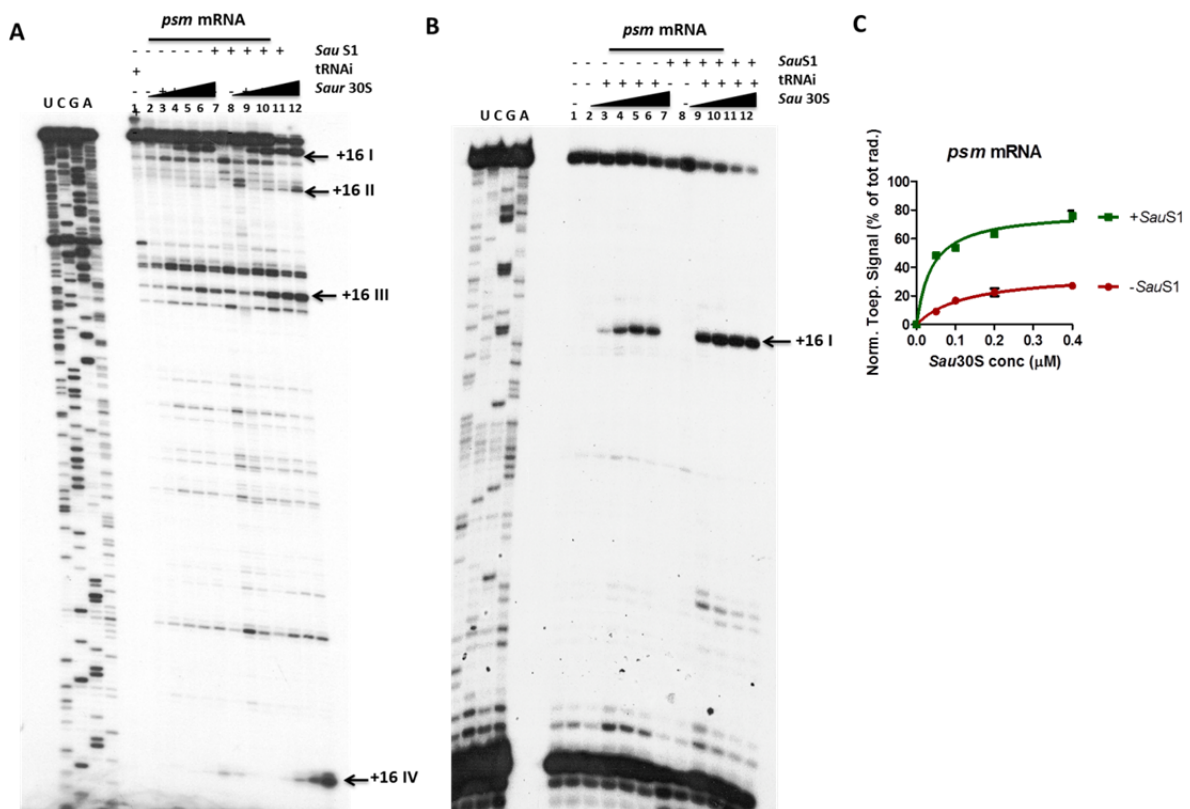 A
psm mRNA
- - - - - - + + + + +
Sau S1
+
tRNAi
Saur 30S
U C G A
1 2 3 4 5 6 7 8 9 10 11 12
+16 I
+16 II
+16 III
+16 IV
B
psm mRNA
- - - - - - + + + + + +
SauS1
- - + + + + - - + + + +
tRNAi
Sau 30S
U C G A
1 2 3 4 5 6 7 8 9 10 11 12
+16 I
C
psm mRNA
Norm. Toep. Signal (% of tot rad.)
100
80
60
40
20
0
0.0 0.1 0.2 0.3 0.4
Sau30S conc (μM)
+SauS1
-SauS1